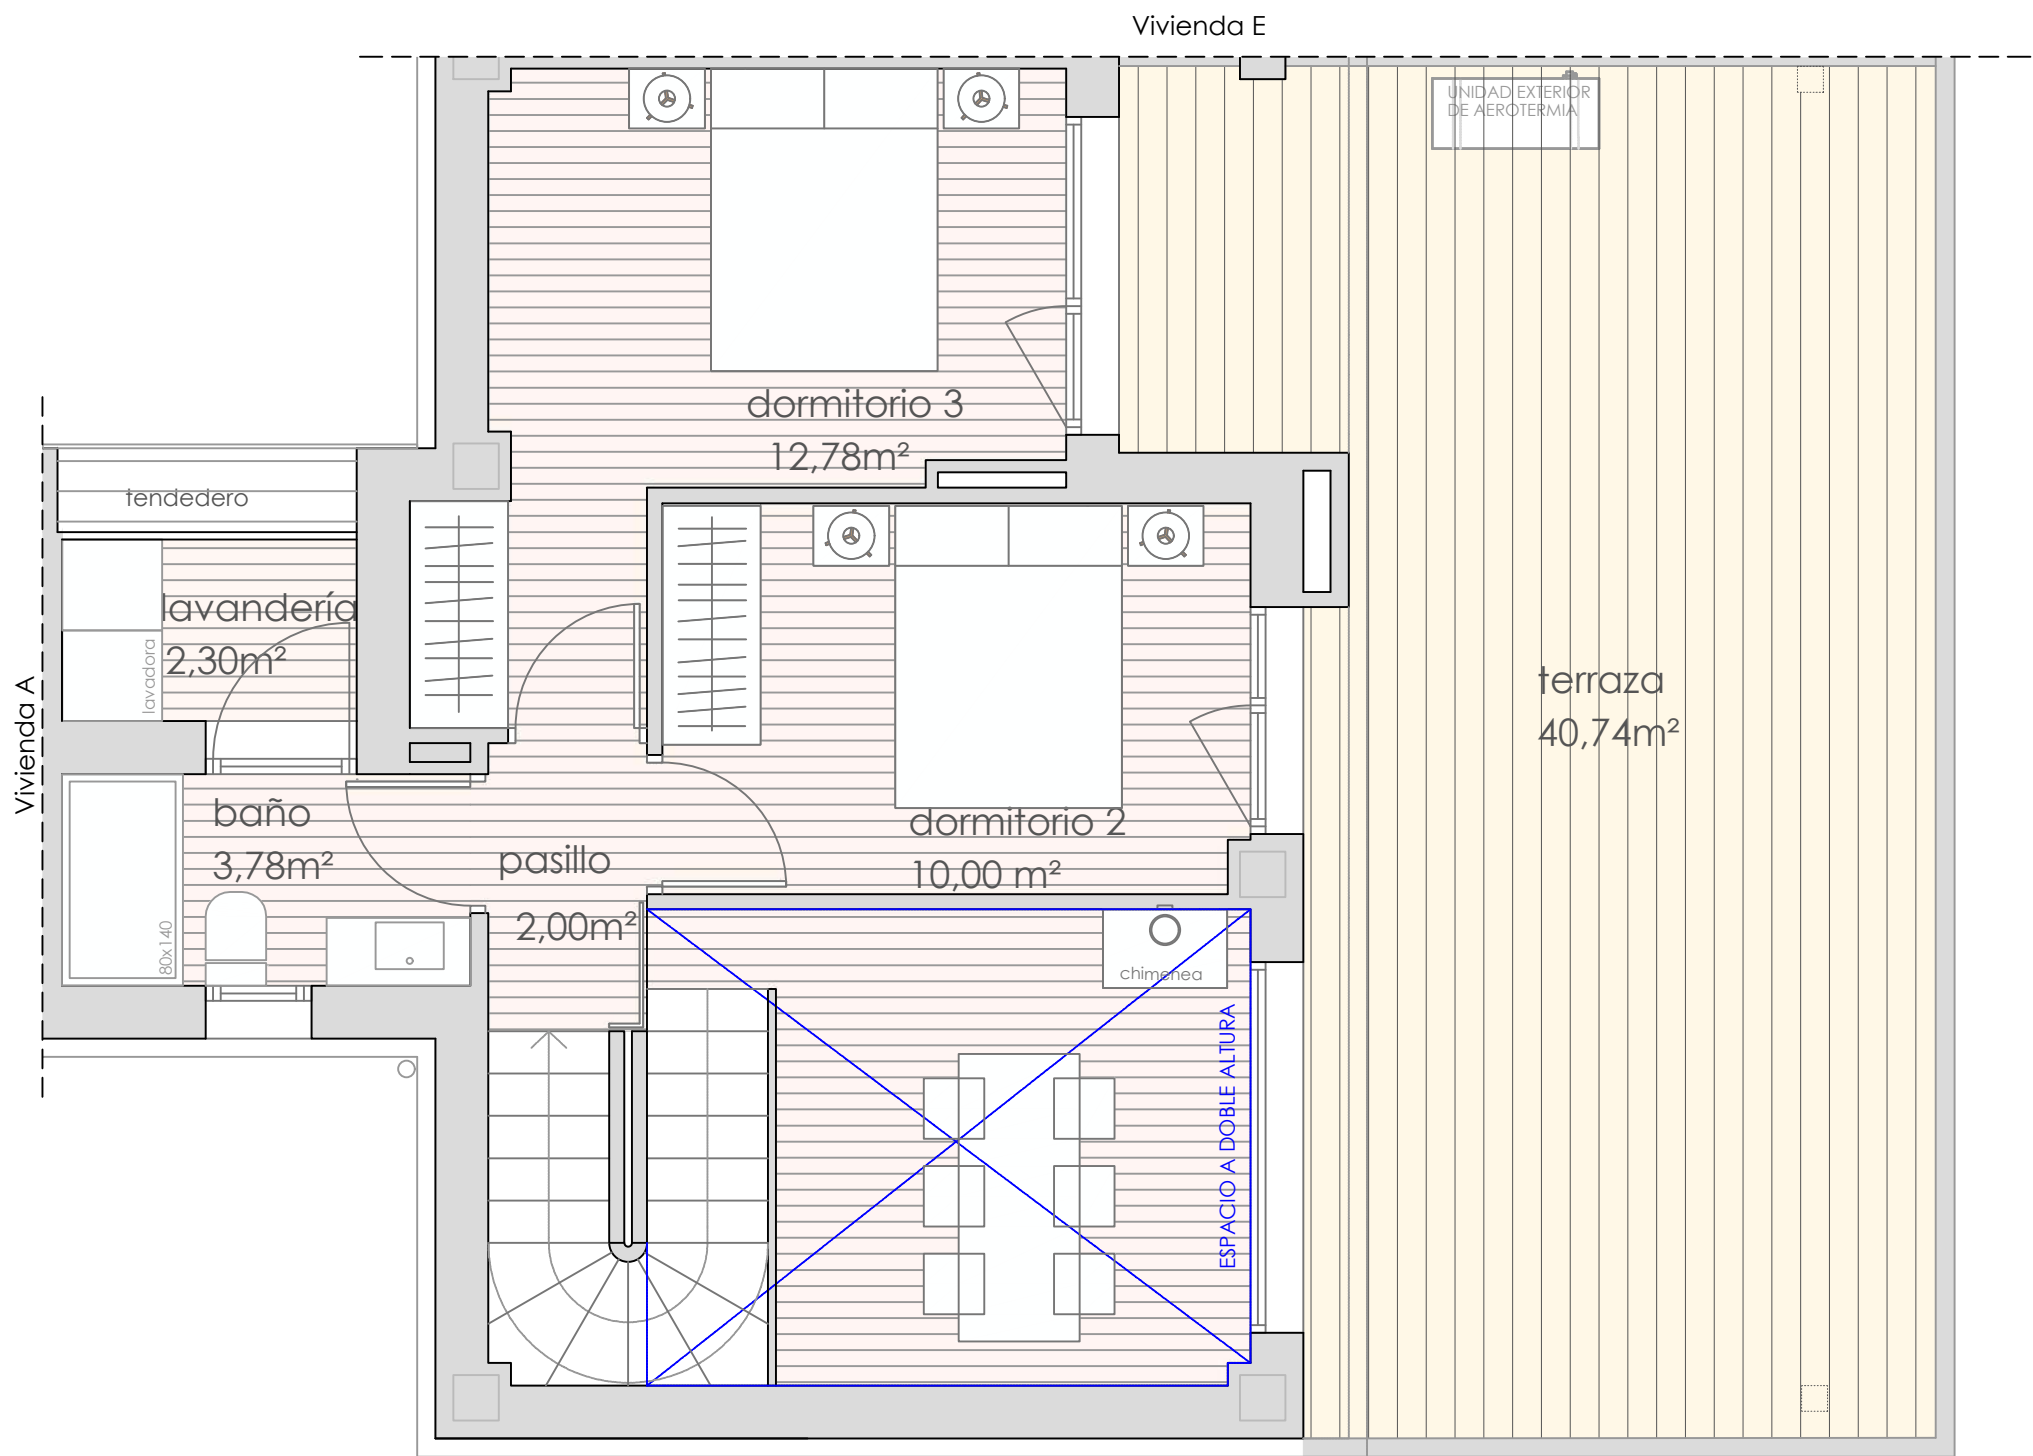 Vivienda E
UNIDAD EXTERIOR
DE AEROTERMIA
dormitorio 3
12,78m²
tendedero
lavandería
2,30m²
lavadora
Vivienda A
terraza
40,74m²
baño
3,78m²
80x140
pasillo
2,00m²
dormitorio 2
10,00 m²
chimenea
ESPACIO A DOBLE ALTURA